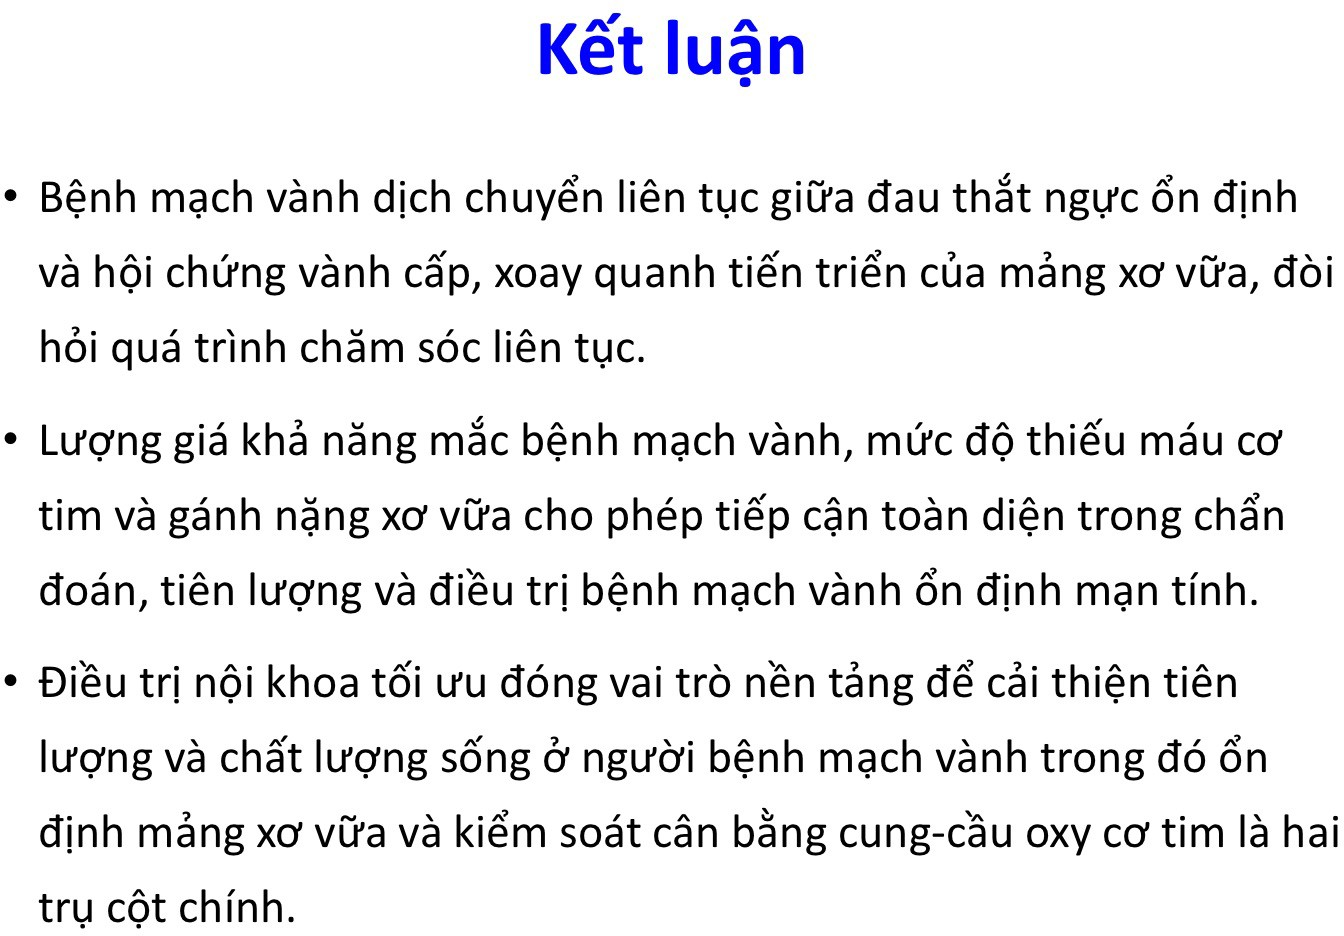 Kết luận
• Bệnh mạch vành dịch chuyển liên tục giữa đau thắt ngực ổn định
và hội chứng vành cấp, xoay quanh tiến triển của mảng xơ vữa, đòi
hỏi quá trình chăm sóc liên tục.
• Lượng giá khả năng mắc bệnh mạch vành, mức độ thiếu máu cơ
tim và gánh nặng xơ vữa cho phép tiếp cận toàn diện trong chẩn
đoán, tiên lượng và điều trị bệnh mạch vành ổn định mạn tính.
• Điều trị nội khoa tối ưu đóng vai trò nền tảng để cải thiện tiên
lượng và chất lượng sống ở người bệnh mạch vành trong đó ổn
định mảng xơ vữa và kiểm soát cân bằng cung-cầu oxy cơ tim là hai
trụ cột chính.